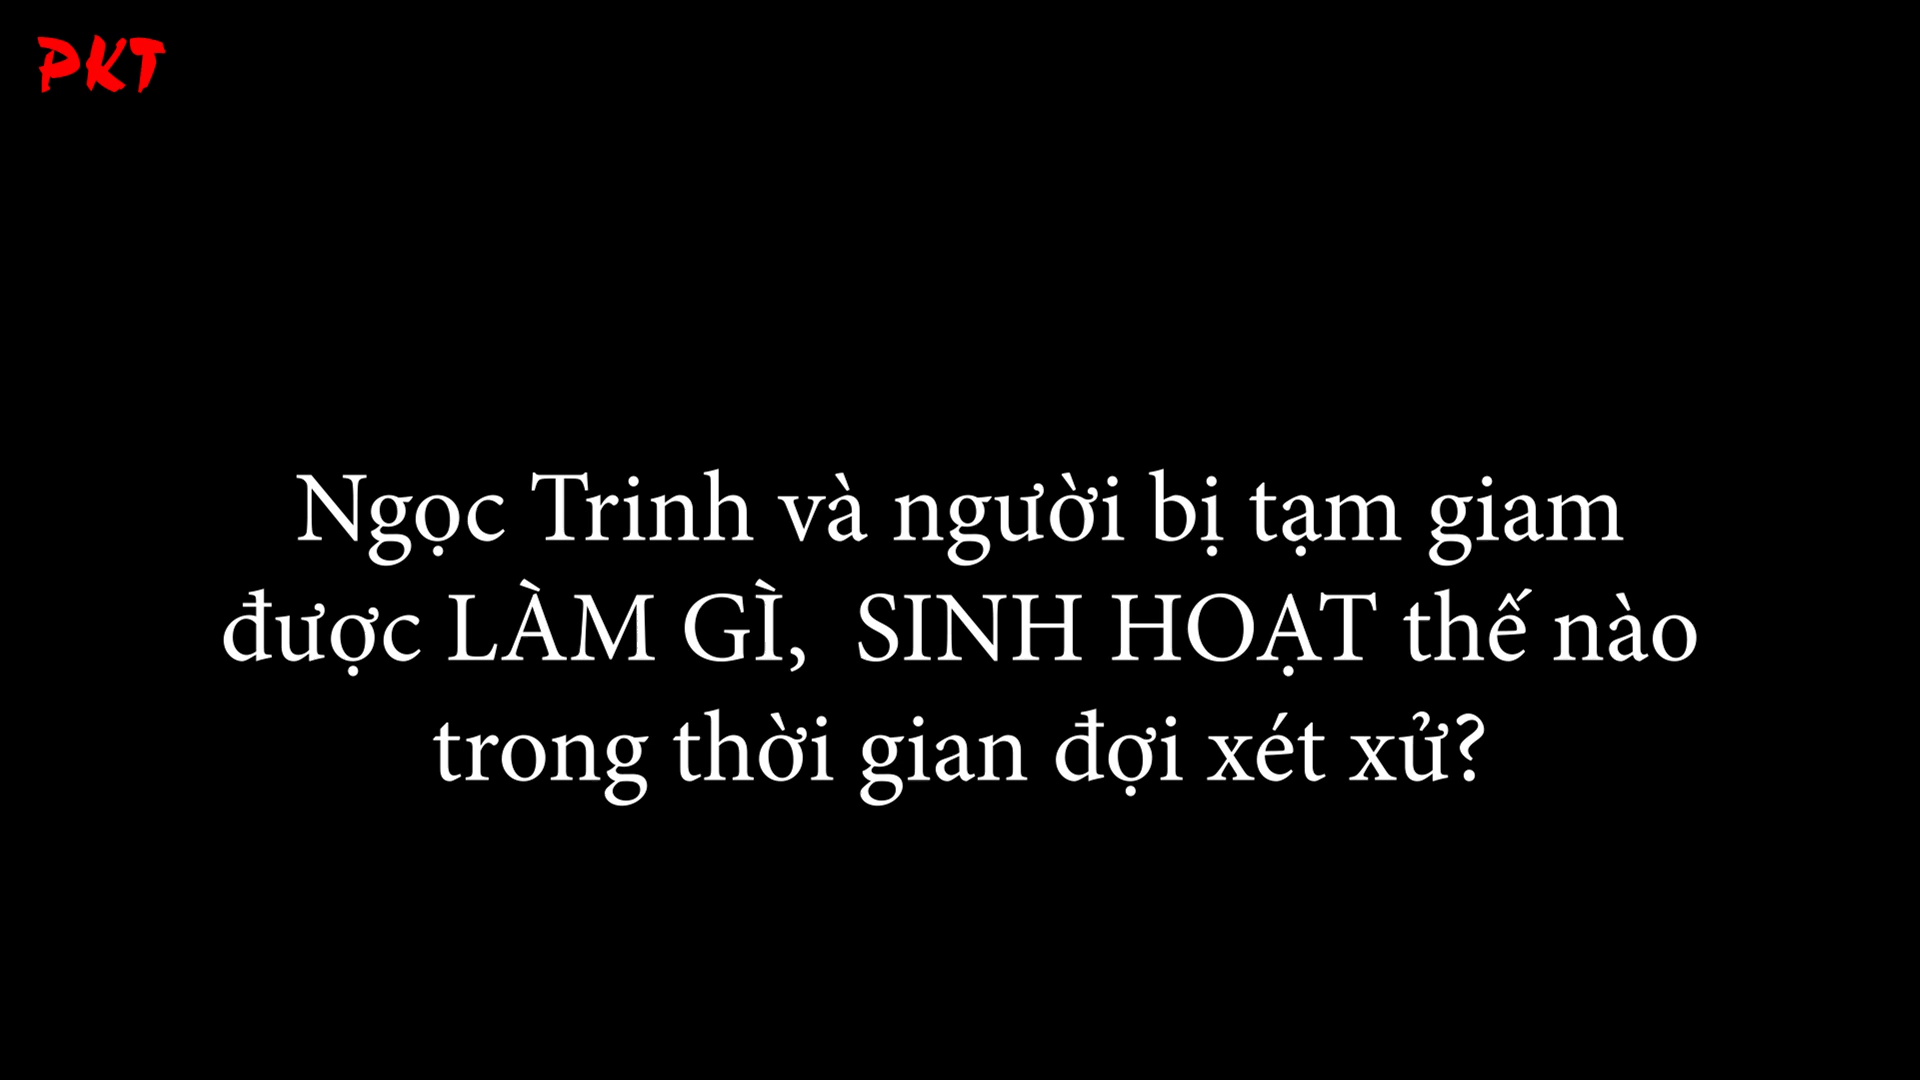 PKT
Ngọc Trinh và người bị tạm giam
được LÀM GÌ, SINH HOẠT thế nào
trong thời gian đợi xét xử?